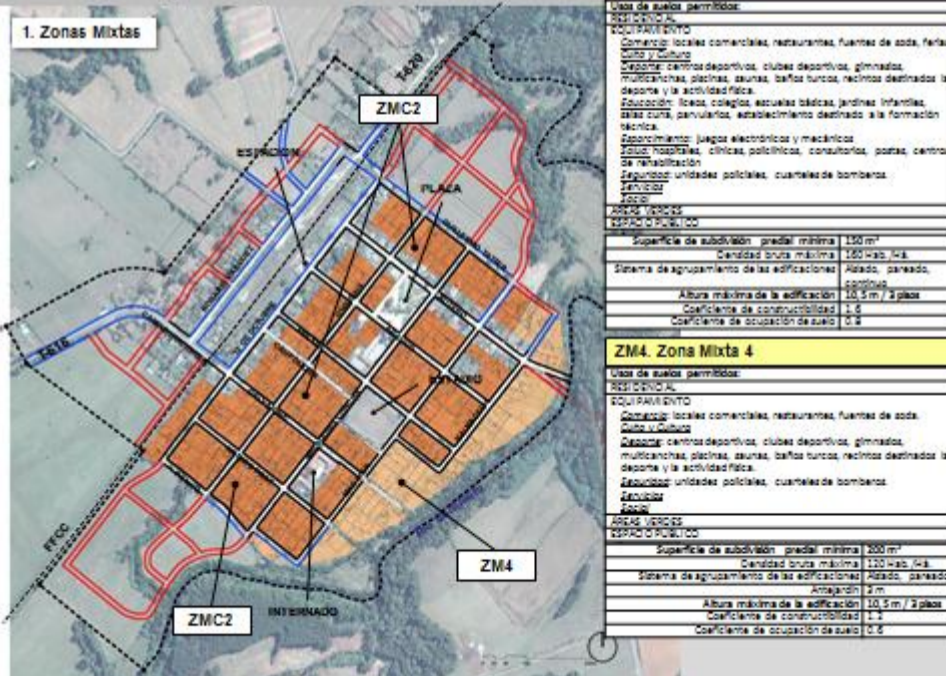 1. Zonas Mixtas
T-620
ZMC2
ESTACION
PLAZA
T-616
ESTADIO
FFCC
ZM4
ZMC2
INTERNADO
Usos de suelos permitidos:
RESIDENCIAL
EQUIPAMIENTO
Comercio: locales comerciales, restaurantes, fuentes de soda, feria
Culto y Cultura
Deporte: centros deportivos, clubes deportivos, gimnasios,
multicanchas, piscinas, saunas, baños turcos, recintos destinados la
deporte y la actividad física.
Educación: liceos, colegios, escuelas básicas, jardines infantiles,
salas cuna, parvularios, establecimiento destinado a la formación
técnica.
Esparcimiento: juegos electrónicos y mecánicos
Salud: hospitales, clínicas, policlínicos, consultorios, postas, centros
de rehabilitación
Seguridad: unidades policiales, cuarteles de bomberos.
Servicios
Social
ÁREAS VERDES
ESPACIO PUBLICO
Superficie de subdivisión predial mínima 150 m²
Densidad bruta máxima 160 Hab./Há.
Sistema de agrupamiento de las edificaciones Aislado, pareado,
continuo
Altura máxima de la edificación 10,5 m / 3 pisos
Coeficiente de constructibilidad 1.6
Coeficiente de ocupación de suelo 0.8
ZM4. Zona Mixta 4
Usos de suelos permitidos:
RESIDENCIAL
EQUIPAMIENTO
Comercio: locales comerciales, restaurantes, fuentes de soda.
Culto y Cultura
Deporte: centros deportivos, clubes deportivos, gimnasios,
multicanchas, piscinas, saunas, baños turcos, recintos destinados la
deporte y la actividad física.
Seguridad: unidades policiales, cuarteles de bomberos.
Servicios
Social
ÁREAS VERDES
ESPACIO PUBLICO
Superficie de subdivisión predial mínima 200 m²
Densidad bruta máxima 120 Hab./Há.
Sistema de agrupamiento de las edificaciones Aislado, pareado
Antejardín 3 m
Altura máxima de la edificación 10,5 m / 3 pisos
Coeficiente de constructibilidad 1.2
Coeficiente de ocupación de suelo 0.6